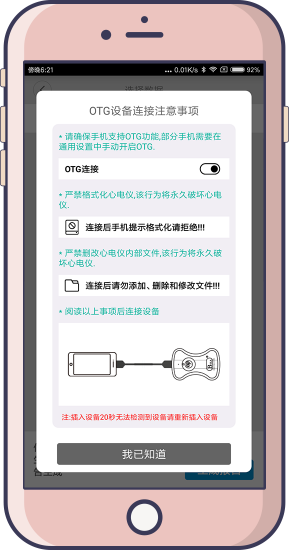 傍晚6:21 ... 0.01K/s 92%
选择数据
OTG设备连接注意事项
* 请确保手机支持OTG功能,部分手机需要在
通用设置中手动开启OTG.
OTG连接
* 严禁格式化心电仪,该行为将永久破坏心电
仪.
连接后手机提示格式化请拒绝!!!
* 严禁删改心电仪内部文件,该行为将永久破
坏心电仪.
连接后请勿添加、删除和修改文件!!!
* 阅读以上事项后连接设备
注:插入设备20秒无法检测到设备请重新插入设备
我已知道